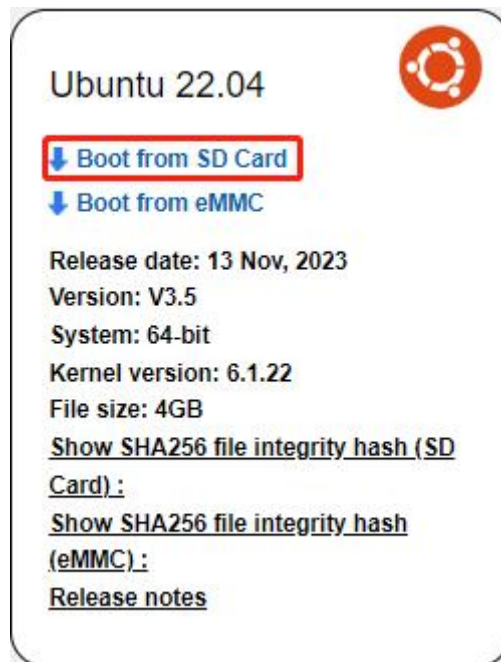 Ubuntu 22.04
Boot from SD Card
Boot from eMMC
Release date: 13 Nov, 2023
Version: V3.5
System: 64-bit
Kernel version: 6.1.22
File size: 4GB
Show SHA256 file integrity hash (SD
Card) :
Show SHA256 file integrity hash
(eMMC) :
Release notes